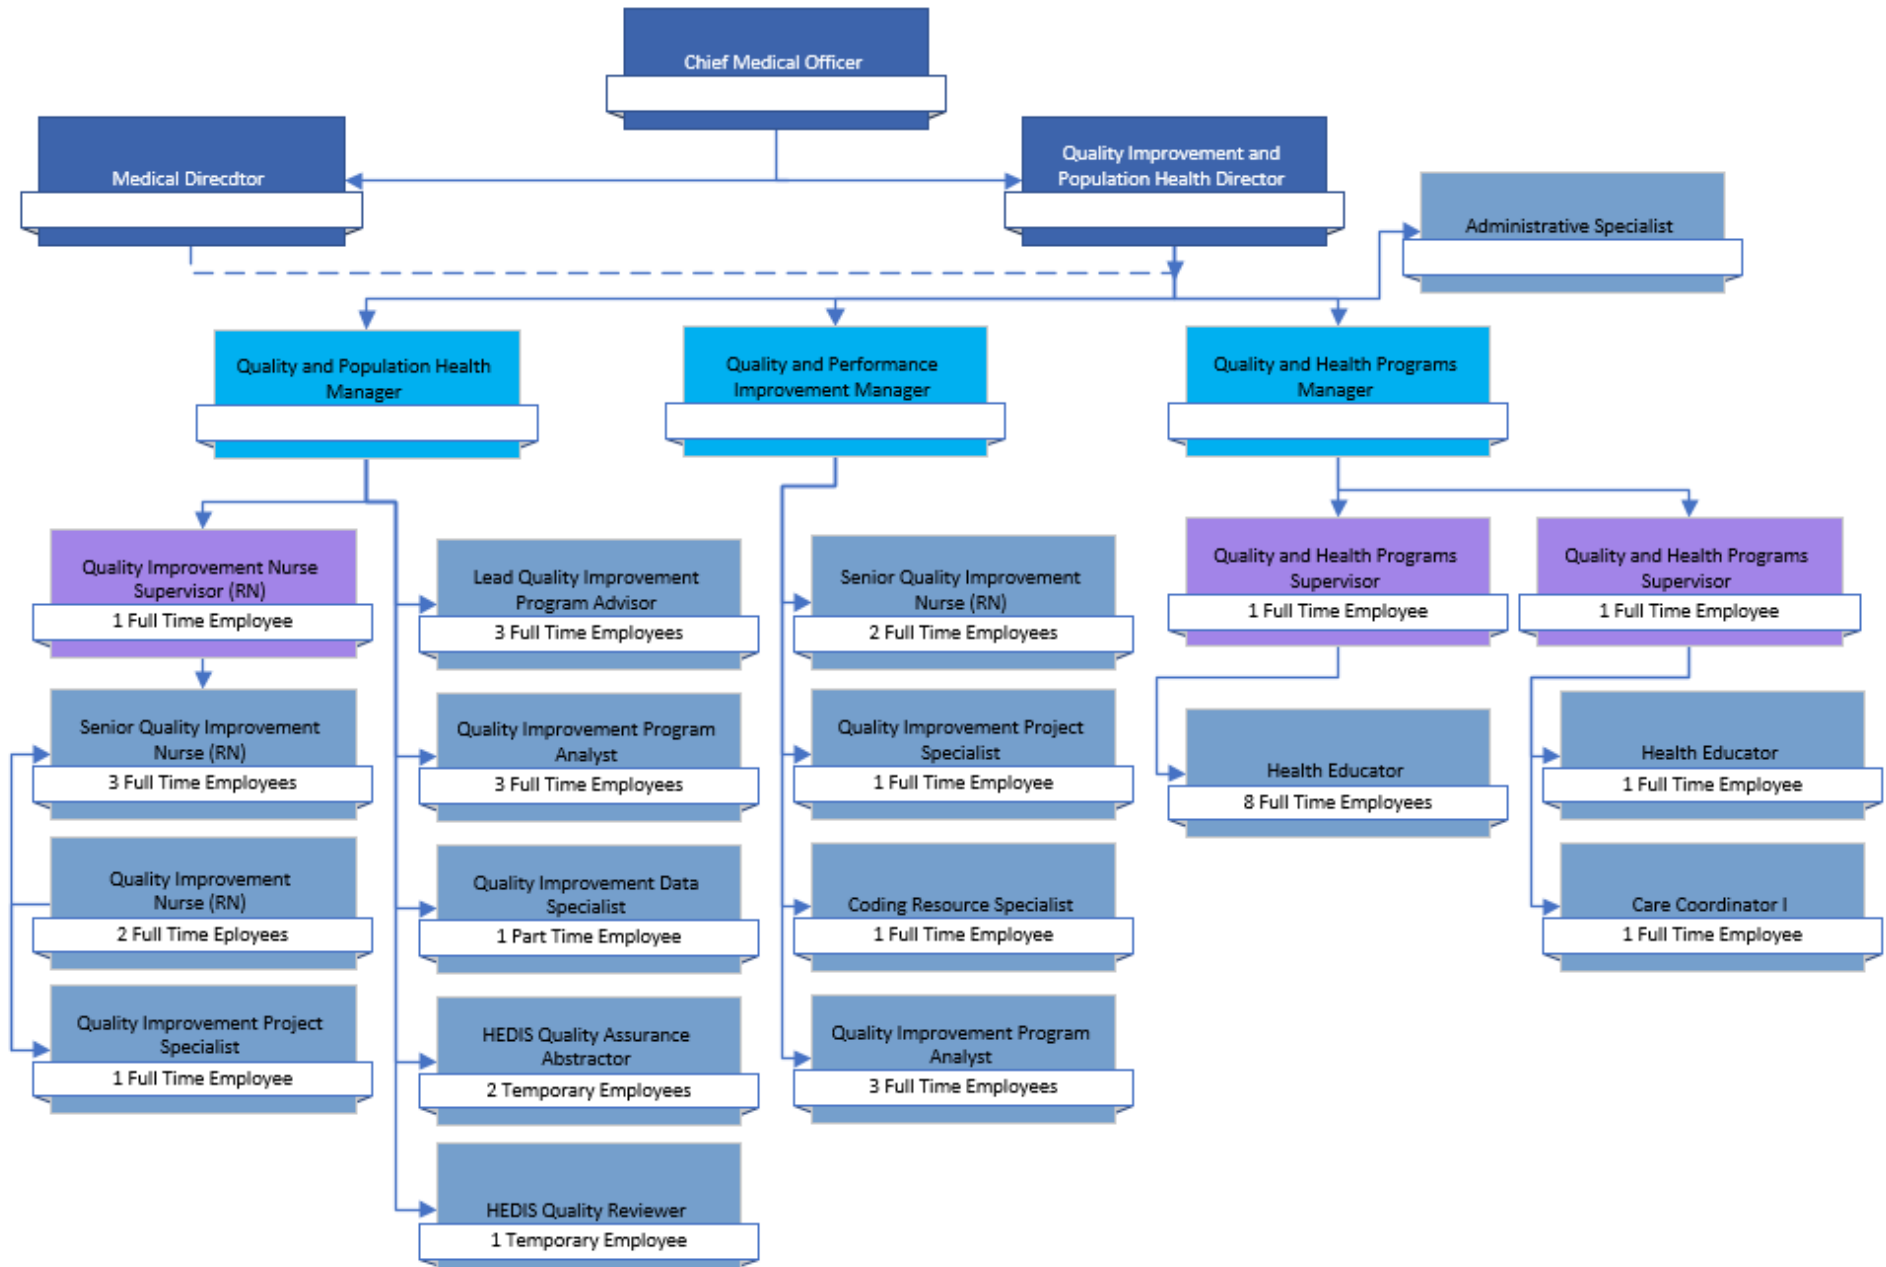 Chief Medical Officer
Medical Direcdtor
Quality Improvement and
Population Health Director
Administrative Specialist
Quality and Population Health
Manager
Quality and Performance
Improvement Manager
Quality and Health Programs
Manager
Quality Improvement Nurse
Supervisor (RN)
1 Full Time Employee
Lead Quality Improvement
Program Advisor
3 Full Time Employees
Senior Quality Improvement
Nurse (RN)
2 Full Time Employees
Quality and Health Programs
Supervisor
1 Full Time Employee
Quality and Health Programs
Supervisor
1 Full Time Employee
Senior Quality Improvement
Nurse (RN)
3 Full Time Employees
Quality Improvement Program
Analyst
3 Full Time Employees
Quality Improvement Project
Specialist
1 Full Time Employee
Health Educator
8 Full Time Employees
Health Educator
1 Full Time Employee
Quality Improvement
Nurse (RN)
2 Full Time Eployees
Quality Improvement Data
Specialist
1 Part Time Employee
Coding Resource Specialist
1 Full Time Employee
Care Coordinator I
1 Full Time Employee
Quality Improvement Project
Specialist
1 Full Time Employee
HEDIS Quality Assurance
Abstractor
2 Temporary Employees
Quality Improvement Program
Analyst
3 Full Time Employees
HEDIS Quality Reviewer
1 Temporary Employee